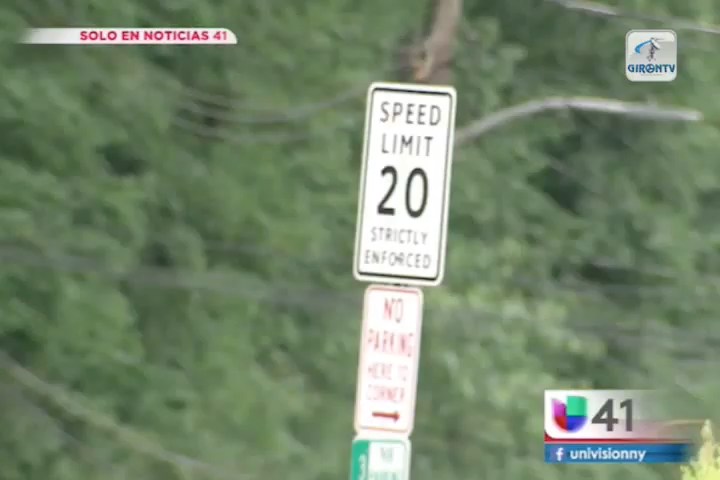 SOLO EN NOTICIAS 41
GIRONTV
SPEED
LIMIT
20
STRICTLY
ENFORCED
NO
PARKING
HERE TO
CORNER
41
f univisionny